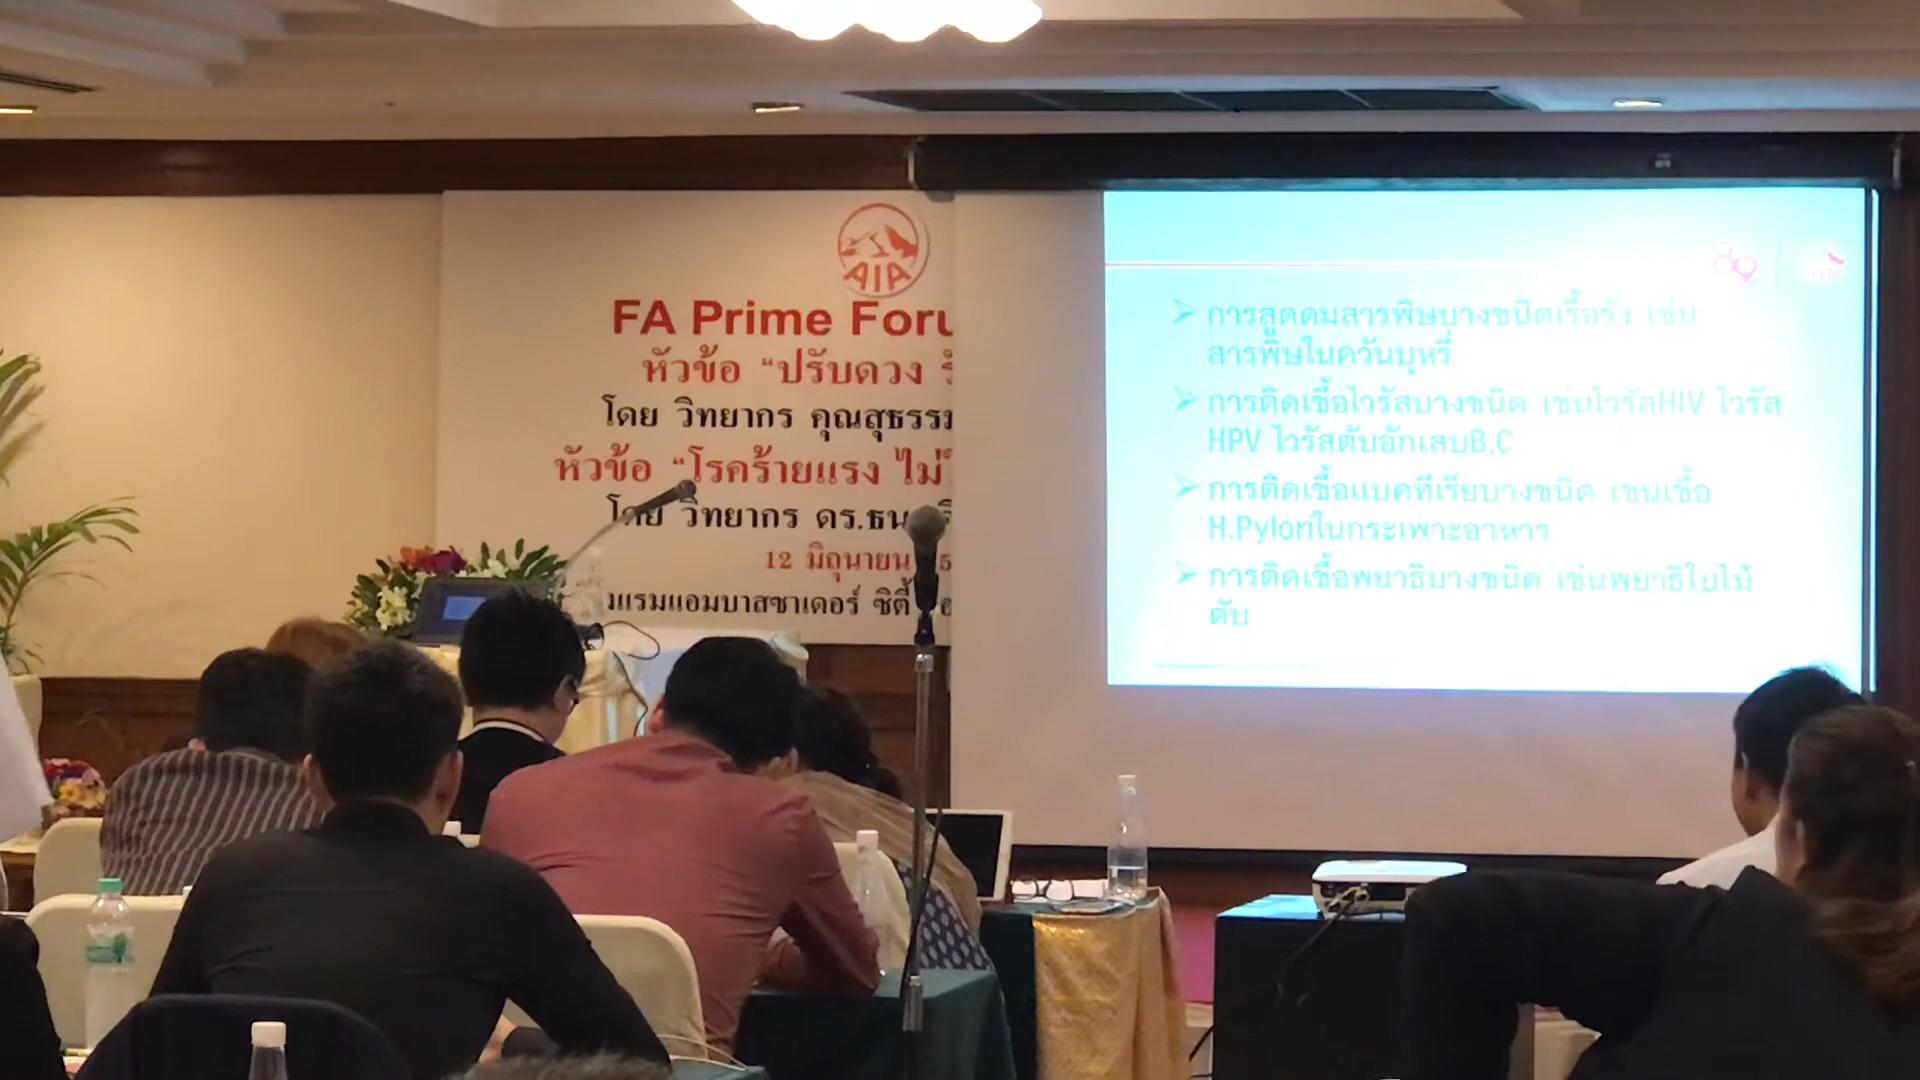 AIA
FA Prime
หัวข้อ "ปรับดวง
โดย วิทยากร คุณสุธรรม
หัวข้อ "โรคร้ายแรง ไม่
โดย วิทยากร ดร.ธน
12 มิถุนายน
แอมบาสซาเดอร์ ซิตี้
การสูดดมสารพิษบางชนิดเรื้อรัง เช่น
สารพิษในควันบุหรี่
การติดเชื้อไวรัสบางชนิด เช่นไวรัสHIV ไวรัส
HPV ไวรัสตับอักเสบB,C
การติดเชื้อแบคทีเรียบางชนิด เช่นเชื้อ
H.Pyloriในกระเพาะอาหาร
การติดเชื้อพยาธิบางชนิด เช่นพยาธิใบไม้
ตับ